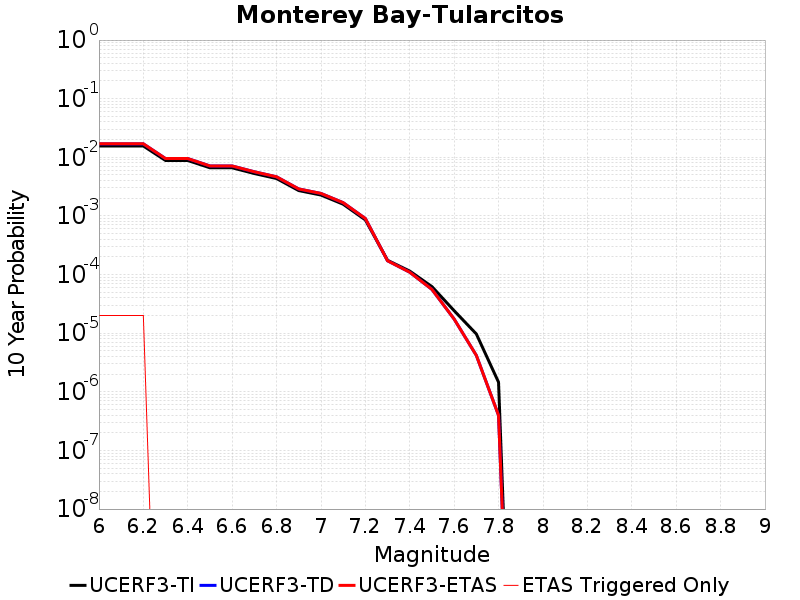 Monterey Bay-Tularcitos
10 Year Probability
10^0
10^-1
10^-2
10^-3
10^-4
10^-5
10^-6
10^-7
10^-8
6 6.2 6.4 6.6 6.8 7 7.2 7.4 7.6 7.8 8 8.2 8.4 8.6 8.8 9
Magnitude
UCERF3-TI UCERF3-TD UCERF3-ETAS ETAS Triggered Only